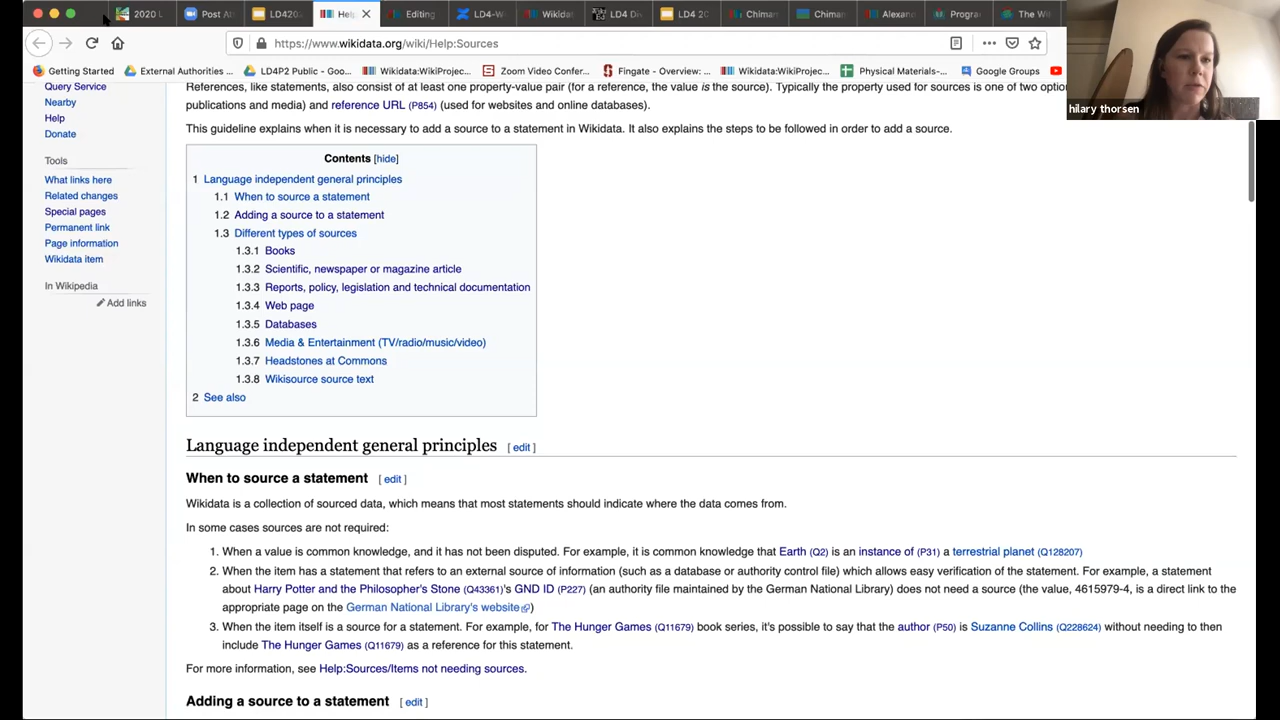 2020 L
Post At
LD420
Help
Editing
LD4-W
Wikida
LD4 Di
LD4 20
Chiman
Chiman
Alexand
Progra
The W
https://www.wikidata.org/wiki/Help:Sources
Getting Started
External Authorities ...
LD4P2 Public - Goo...
Wikidata:WikiProjec...
Zoom Video Confer...
Fingate - Overview: ...
Wikidata:WikiProjec...
Physical Materials-...
Google Groups
hilary thorsen
Query Service
Nearby
Help
Donate
Tools
What links here
Related changes
Special pages
Permanent link
Page information
Wikidata item
In Wikipedia
Add links
References, like statements, also consist of at least one property-value pair (for a reference, the value is the source). Typically the property used for sources is one of two optio
publications and media) and reference URL (P854) (used for websites and online databases).
This guideline explains when it is necessary to add a source to a statement in Wikidata. It also explains the steps to be followed in order to add a source.
Contents [hide]
1 Language independent general principles
1.1 When to source a statement
1.2 Adding a source to a statement
1.3 Different types of sources
1.3.1 Books
1.3.2 Scientific, newspaper or magazine article
1.3.3 Reports, policy, legislation and technical documentation
1.3.4 Web page
1.3.5 Databases
1.3.6 Media & Entertainment (TV/radio/music/video)
1.3.7 Headstones at Commons
1.3.8 Wikisource source text
2 See also
Language independent general principles [ edit ]
When to source a statement [ edit ]
Wikidata is a collection of sourced data, which means that most statements should indicate where the data comes from.
In some cases sources are not required:
1. When a value is common knowledge, and it has not been disputed. For example, it is common knowledge that Earth (Q2) is an instance of (P31) a terrestrial planet (Q128207)
2. When the item has a statement that refers to an external source of information (such as a database or authority control file) which allows easy verification of the statement. For example, a statement
about Harry Potter and the Philosopher's Stone (Q43361)'s GND ID (P227) (an authority file maintained by the German National Library) does not need a source (the value, 4615979-4, is a direct link to the
appropriate page on the German National Library's website)
3. When the item itself is a source for a statement. For example, for The Hunger Games (Q11679) book series, it's possible to say that the author (P50) is Suzanne Collins (Q228624) without needing to then
include The Hunger Games (Q11679) as a reference for this statement.
For more information, see Help:Sources/Items not needing sources.
Adding a source to a statement [ edit ]